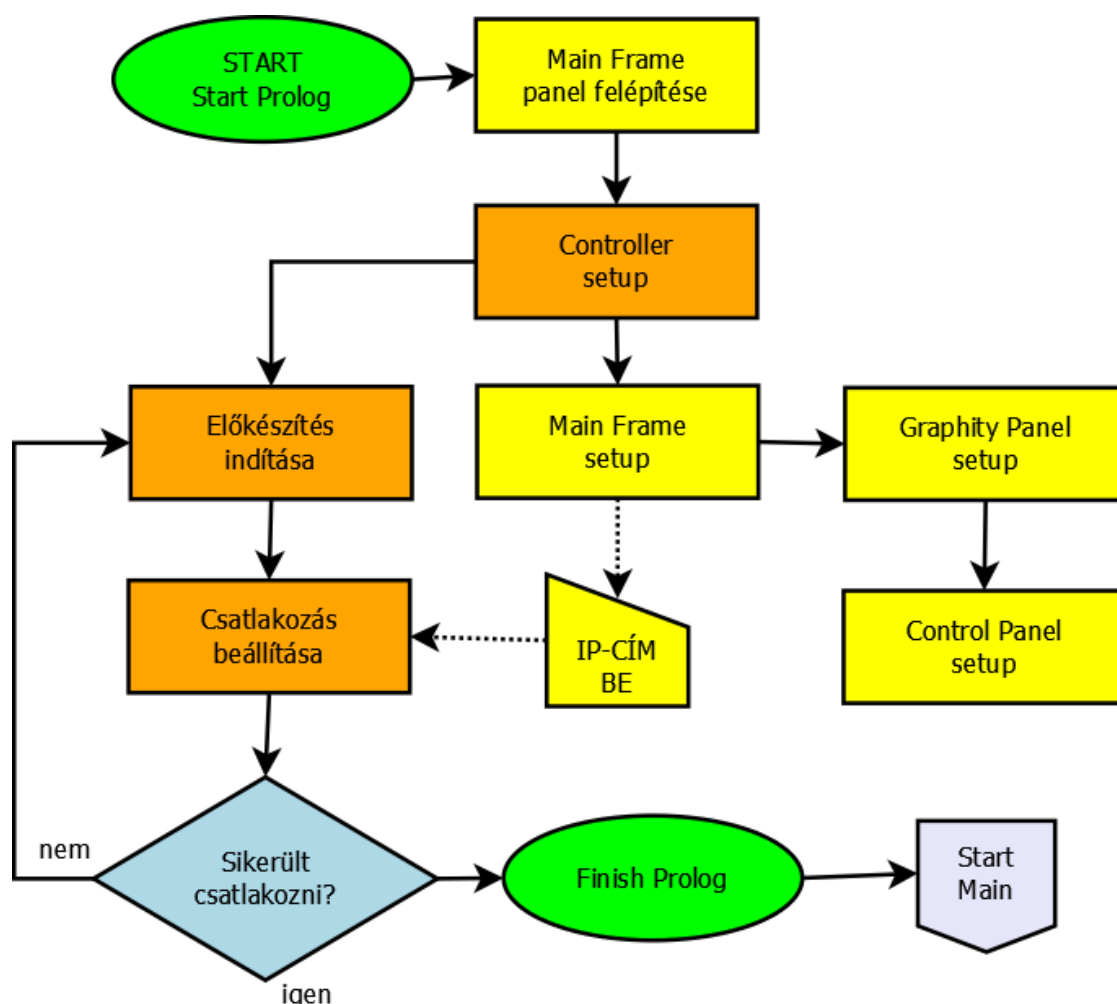 START
Start Prolog
Main Frame
panel felépítése
Controller
setup
Előkészítés
indítása
Main Frame
setup
Graphity Panel
setup
Csatlakozás
beállítása
IP-CÍM
BE
Control Panel
setup
nem
Sikerült
csatlakozni?
igen
Finish Prolog
Start
Main